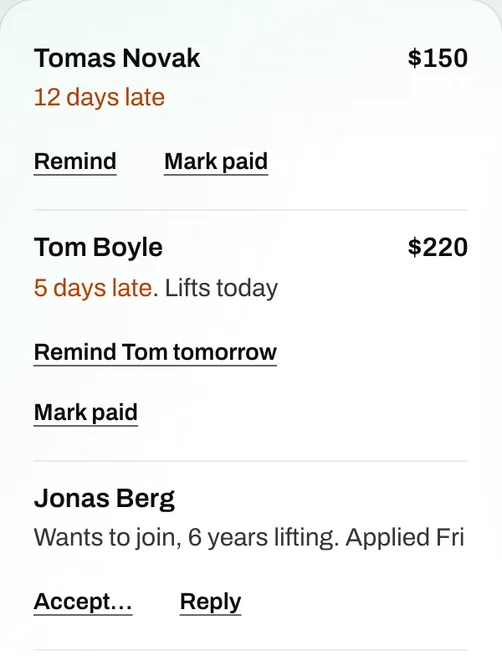 Tomas Novak $150
12 days late
Remind Mark paid
Tom Boyle $220
5 days late. Lifts today
Remind Tom tomorrow
Mark paid
Jonas Berg
Wants to join, 6 years lifting. Applied Fri
Accept... Reply